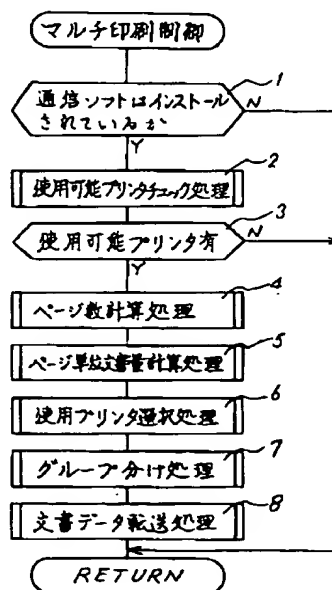 マルチ印刷制御
1
通信ソフトはインストール
されているか
N
Y
2
使用可能プリンタチェック処理
3
使用可能プリンタ有
N
Y
4
ページ数計算処理
5
ページ単位文書量計算処理
6
使用プリンタ選択処理
7
グループ分け処理
8
文書データ転送処理
RETURN